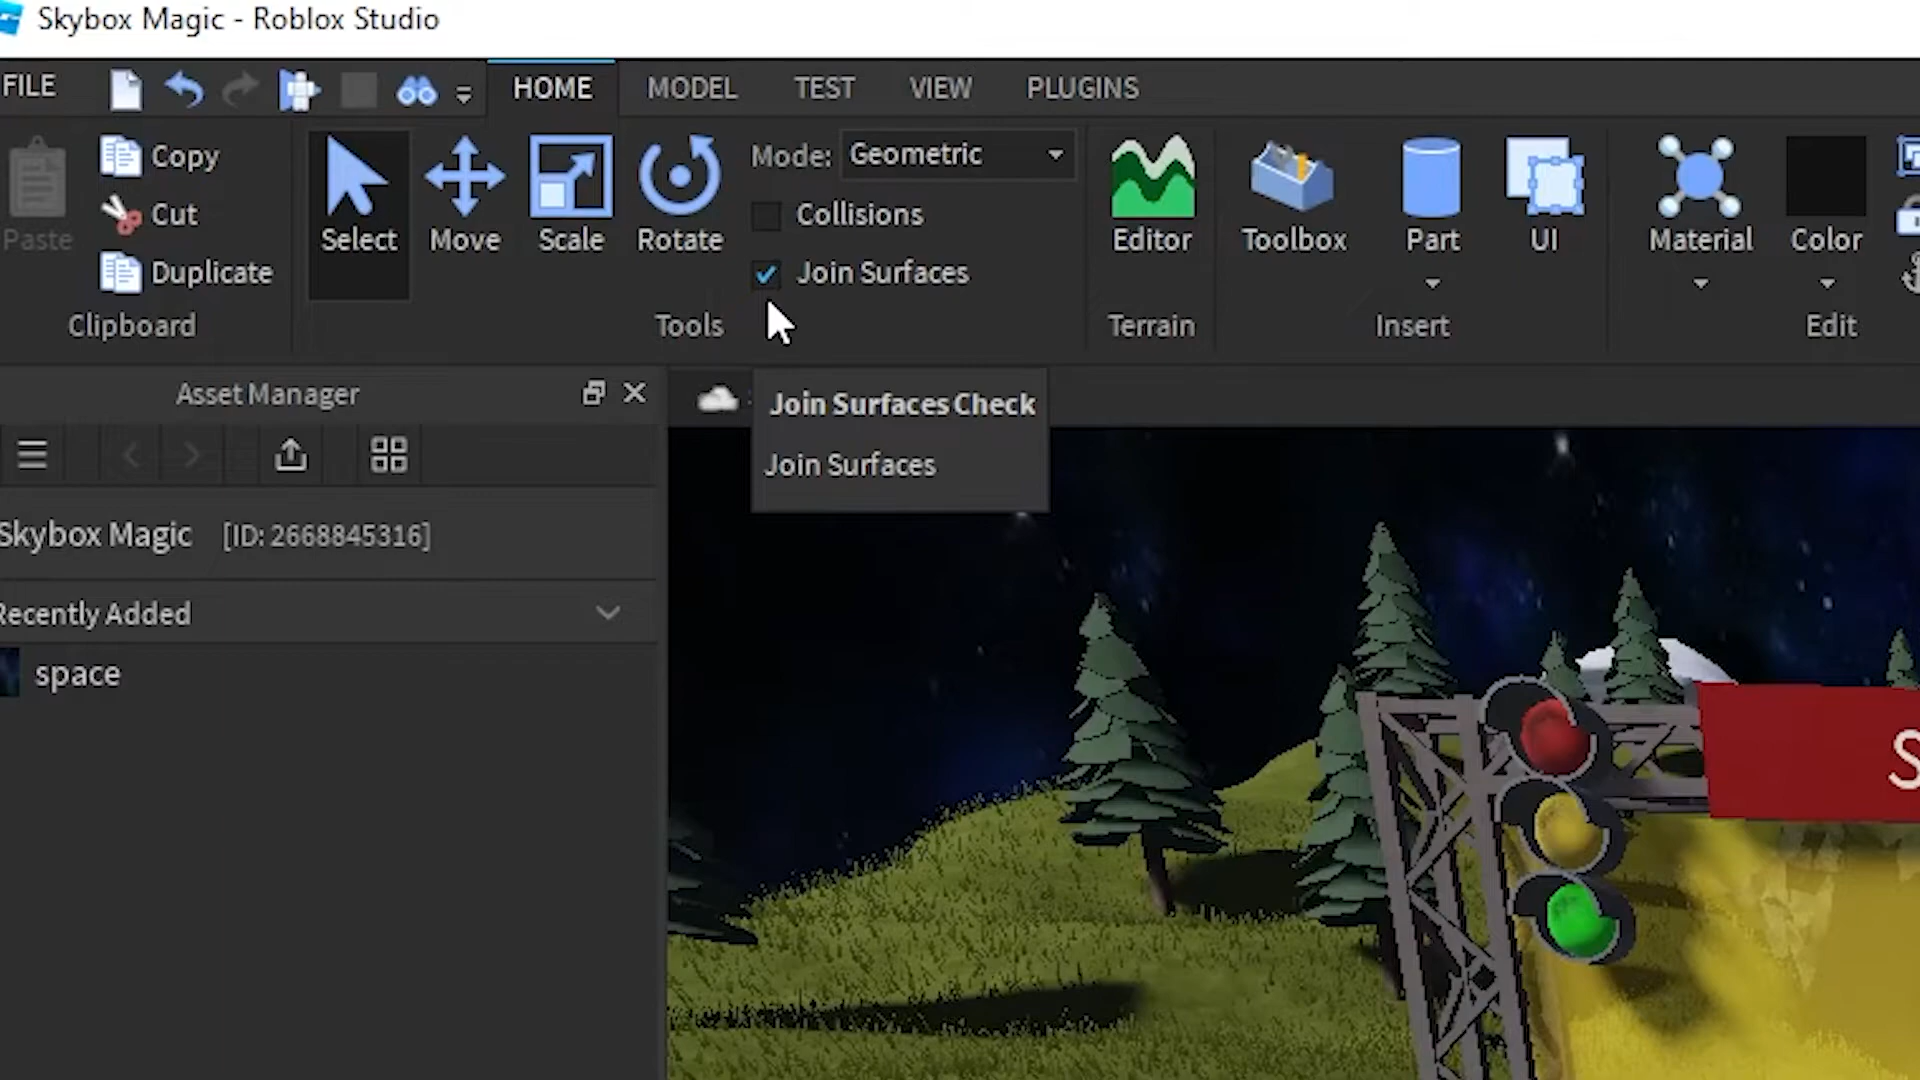 Skybox Magic - Roblox Studio
FILE
HOME
MODEL
TEST
VIEW
PLUGINS
Paste
Copy
Cut
Duplicate
Clipboard
Select
Move
Scale
Rotate
Mode: Geometric
Collisions
Join Surfaces
Tools
Editor
Terrain
Toolbox
Part
UI
Insert
Material
Color
Edit
Asset Manager
Join Surfaces Check
Join Surfaces
Skybox Magic [ID: 2668845316]
Recently Added
space
S